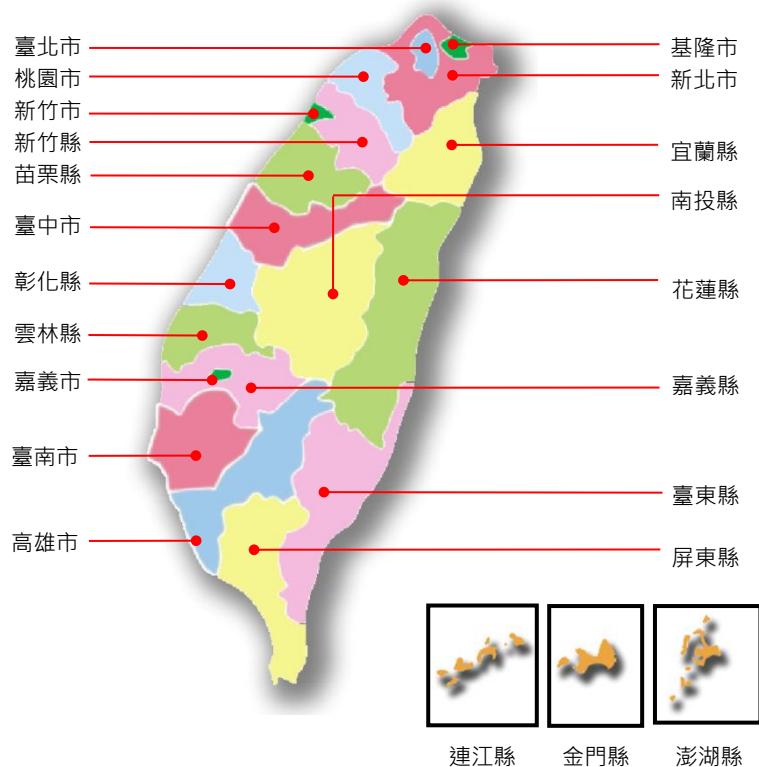 臺北市
桃園市
新竹市
新竹縣
苗栗縣
臺中市
彰化縣
雲林縣
嘉義市
臺南市
高雄市
基隆市
新北市
宜蘭縣
南投縣
花蓮縣
嘉義縣
臺東縣
屏東縣
連江縣
金門縣
澎湖縣